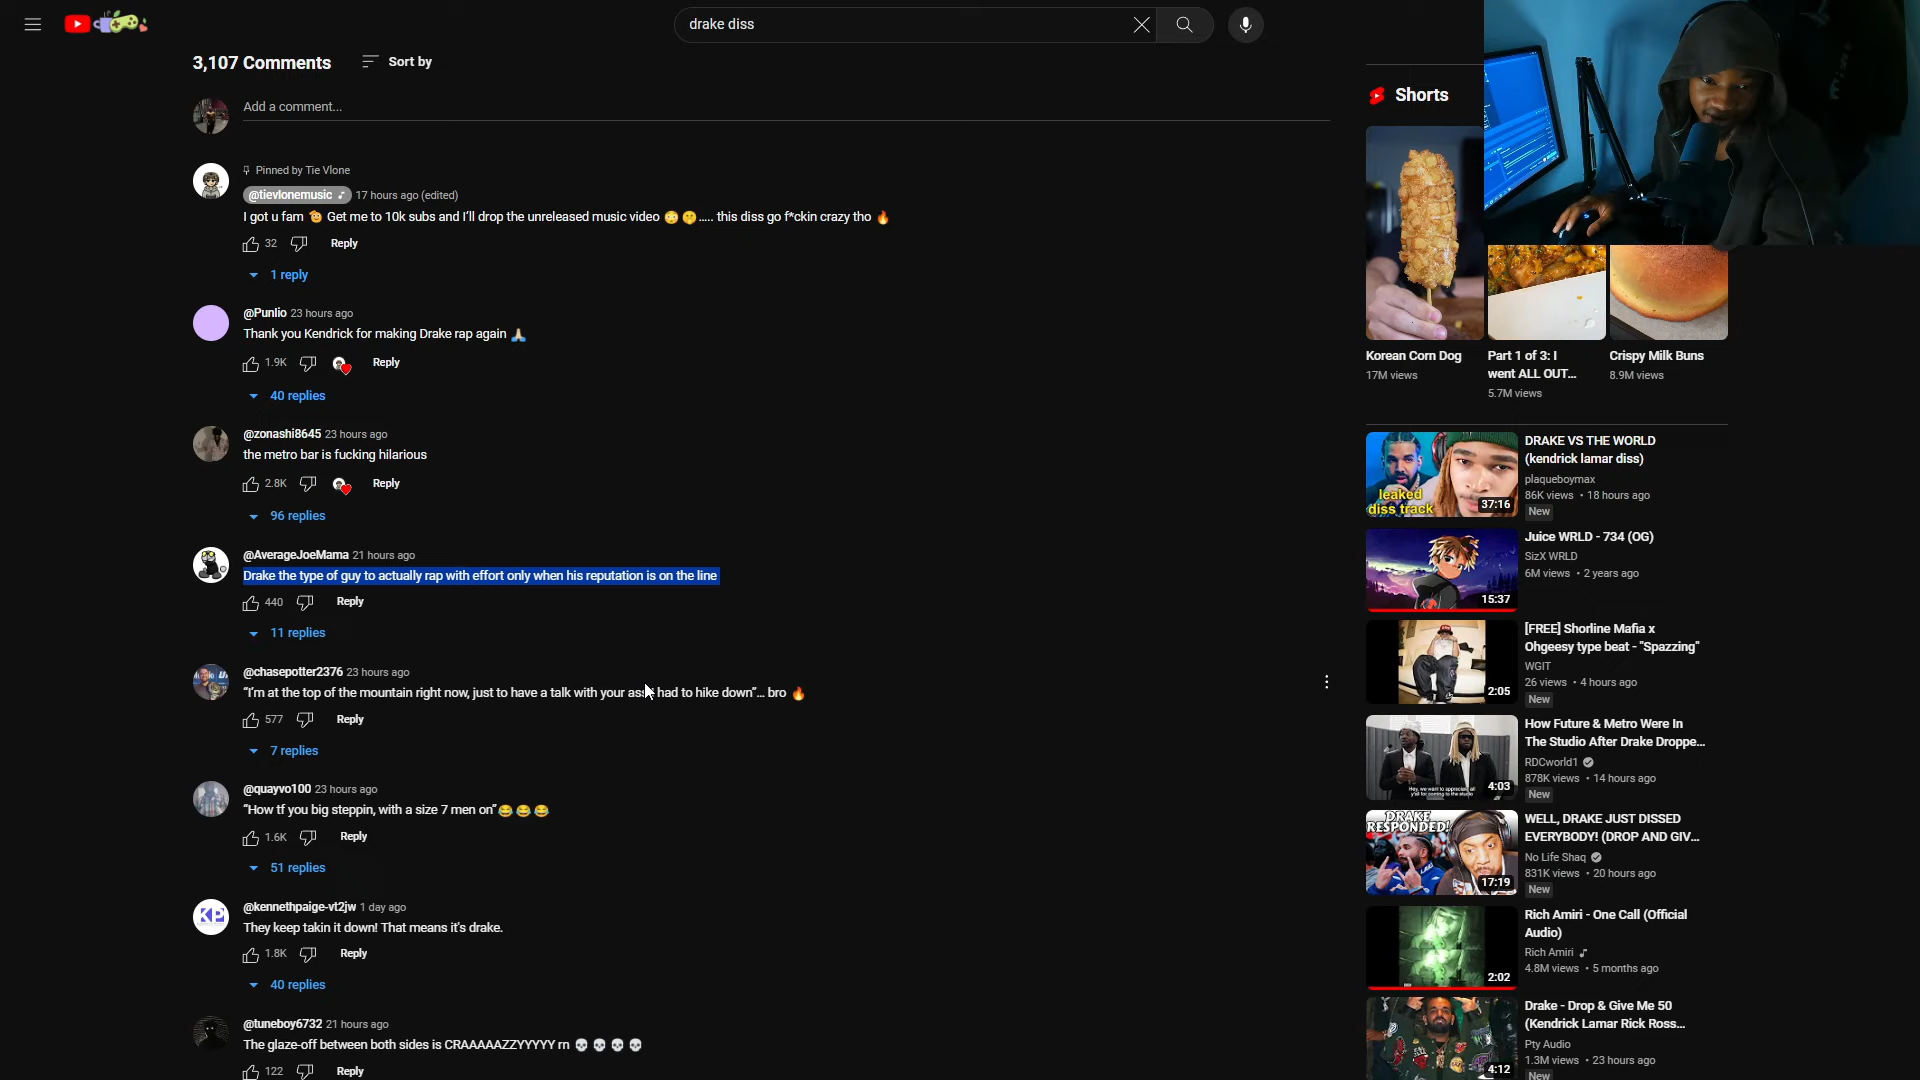 drake diss
3,107 Comments
Sort by
Add a comment...
Pinned by Tie Vlone
@tievlonemusic 17 hours ago (edited)
I got u fam 🫡 Get me to 10k subs and I'll drop the unreleased music video 😳🤫..... this diss go f*ckin crazy tho 🔥
32 Reply
1 reply
@Punlio 23 hours ago
Thank you Kendrick for making Drake rap again 🙏🏼
1.9K Reply
40 replies
@zonashi8645 23 hours ago
the metro bar is fucking hilarious
2.8K Reply
96 replies
@AverageJoeMama 21 hours ago
Drake the type of guy to actually rap with effort only when his reputation is on the line
440 Reply
11 replies
@chasepotter2376 23 hours ago
“I'm at the top of the mountain right now, just to have a talk with your ass had to hike down”... bro 🔥
577 Reply
7 replies
@quayvo100 23 hours ago
“How tf you big steppin, with a size 7 men on”😂😂😂
1.6K Reply
51 replies
@kennethpaige-vt2jw 1 day ago
They keep takin it down! That means it's drake.
1.8K Reply
40 replies
@tuneboy6732 21 hours ago
The glaze-off between both sides is CRAAAAAZZYYYYY rn 💀💀💀💀
122 Reply
Shorts
Korean Corn Dog
17M views
Part 1 of 3: I
went ALL OUT...
5.7M views
Crispy Milk Buns
8.9M views
leaked
diss track
37:16
DRAKE VS THE WORLD
(kendrick lamar diss)
plaqueboymax
86K views • 18 hours ago
New
15:37
Juice WRLD - 734 (OG)
SizX WRLD
6M views • 2 years ago
2:05
[FREE] Shorline Mafia x
Ohgeesy type beat - "Spazzing"
WGIT
26 views • 4 hours ago
New
4:03
How Future & Metro Were In
The Studio After Drake Droppe...
RDCworld1
878K views • 14 hours ago
New
DRAKE
RESPONDED!
17:19
WELL, DRAKE JUST DISSED
EVERYBODY! (DROP AND GIV...
No Life Shaq
831K views • 20 hours ago
New
2:02
Rich Amiri - One Call (Official
Audio)
Rich Amiri
4.8M views • 5 months ago
4:12
Drake - Drop & Give Me 50
(Kendrick Lamar Rick Ross...
Pty Audio
1.3M views • 23 hours ago
New